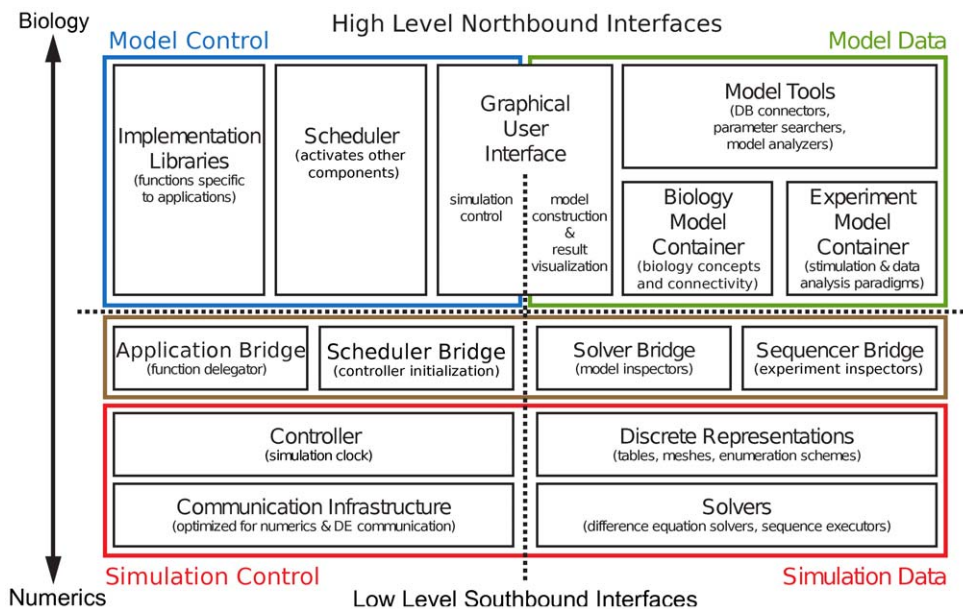 Biology
High Level Northbound Interfaces
Model Control
Model Data
Implementation
Libraries
(functions specific
to applications)
Scheduler
(activates other
components)
Graphical
User
Interface
simulation
control
model
construction
&
result
visualization
Model Tools
(DB connectors,
parameter searchers,
model analyzers)
Biology
Model
Container
(biology concepts
and connectivity)
Experiment
Model
Container
(stimulation & data
analysis paradigms)
Application Bridge
(function delegator)
Scheduler Bridge
(controller initialization)
Solver Bridge
(model inspectors)
Sequencer Bridge
(experiment inspectors)
Controller
(simulation clock)
Discrete Representations
(tables, meshes, enumeration schemes)
Communication Infrastructure
(optimized for numerics & DE communication)
Solvers
(difference equation solvers, sequence executors)
Simulation Control
Simulation Data
Numerics
Low Level Southbound Interfaces